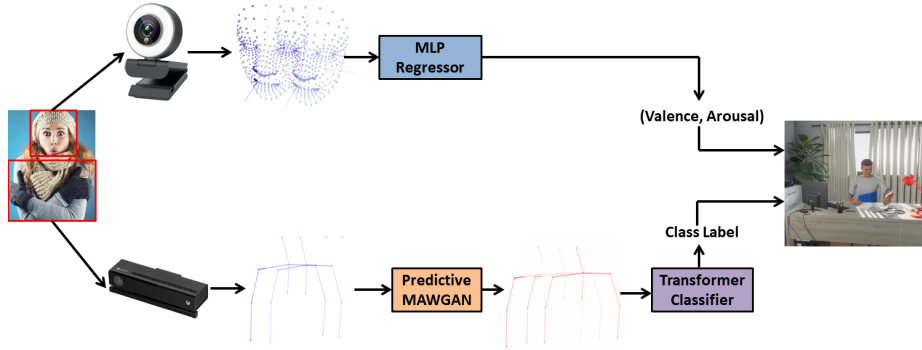 MLP
Regressor
(Valence, Arousal)
Class Label
Predictive
MAWGAN
Transformer
Classifier